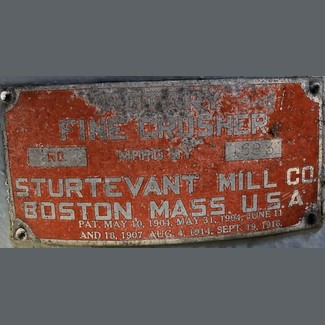 FINE CRUSHER
NO.
STURTEVANT MILL CO.
BOSTON, MASS. U.S.A.
PAT. MAY 10, 1904, MAY 31, 1904, JUNE 11
AND 18, 1907, AUG. 4, 1914, SEPT. 19, 1916.